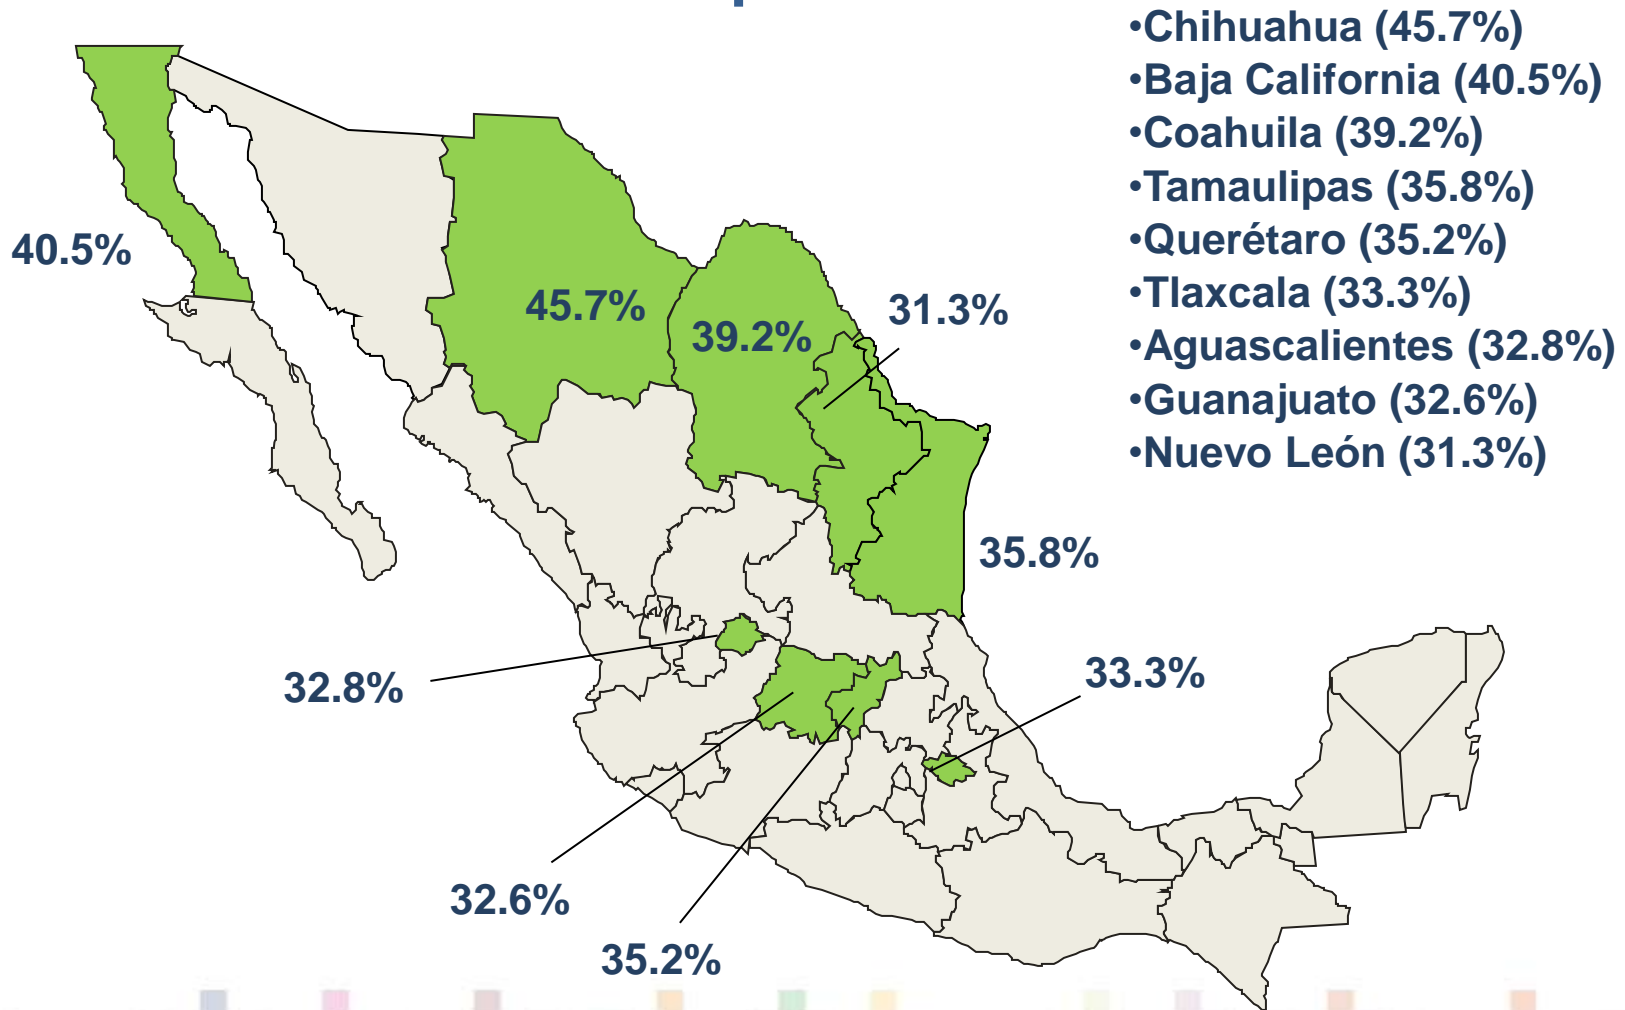 •Chihuahua (45.7%)
•Baja California (40.5%)
•Coahuila (39.2%)
•Tamaulipas (35.8%)
•Querétaro (35.2%)
•Tlaxcala (33.3%)
•Aguascalientes (32.8%)
•Guanajuato (32.6%)
•Nuevo León (31.3%)
40.5%
45.7%
39.2%
31.3%
35.8%
32.8%
33.3%
32.6%
35.2%